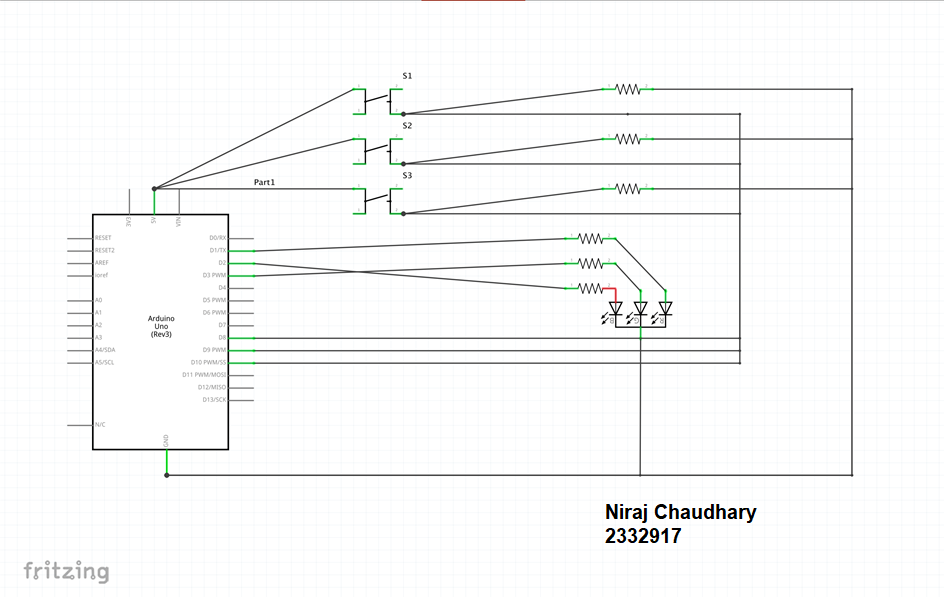 S1
S2
S3
Part1
3V3
5V
VIN
RESET
RESET2
AREF
ioref
A0
A1
A2
A3
A4/SDA
A5/SCL
N/C
Arduino
Uno
(Rev3)
D0/RX
D1/TX
D2
D3 PWM
D4
D5 PWM
D6 PWM
D7
D8
D9 PWM
D10 PWM/SS
D11 PWM/MOSI
D12/MISO
D13/SCK
GND
Niraj Chaudhary
2332917
fritzing